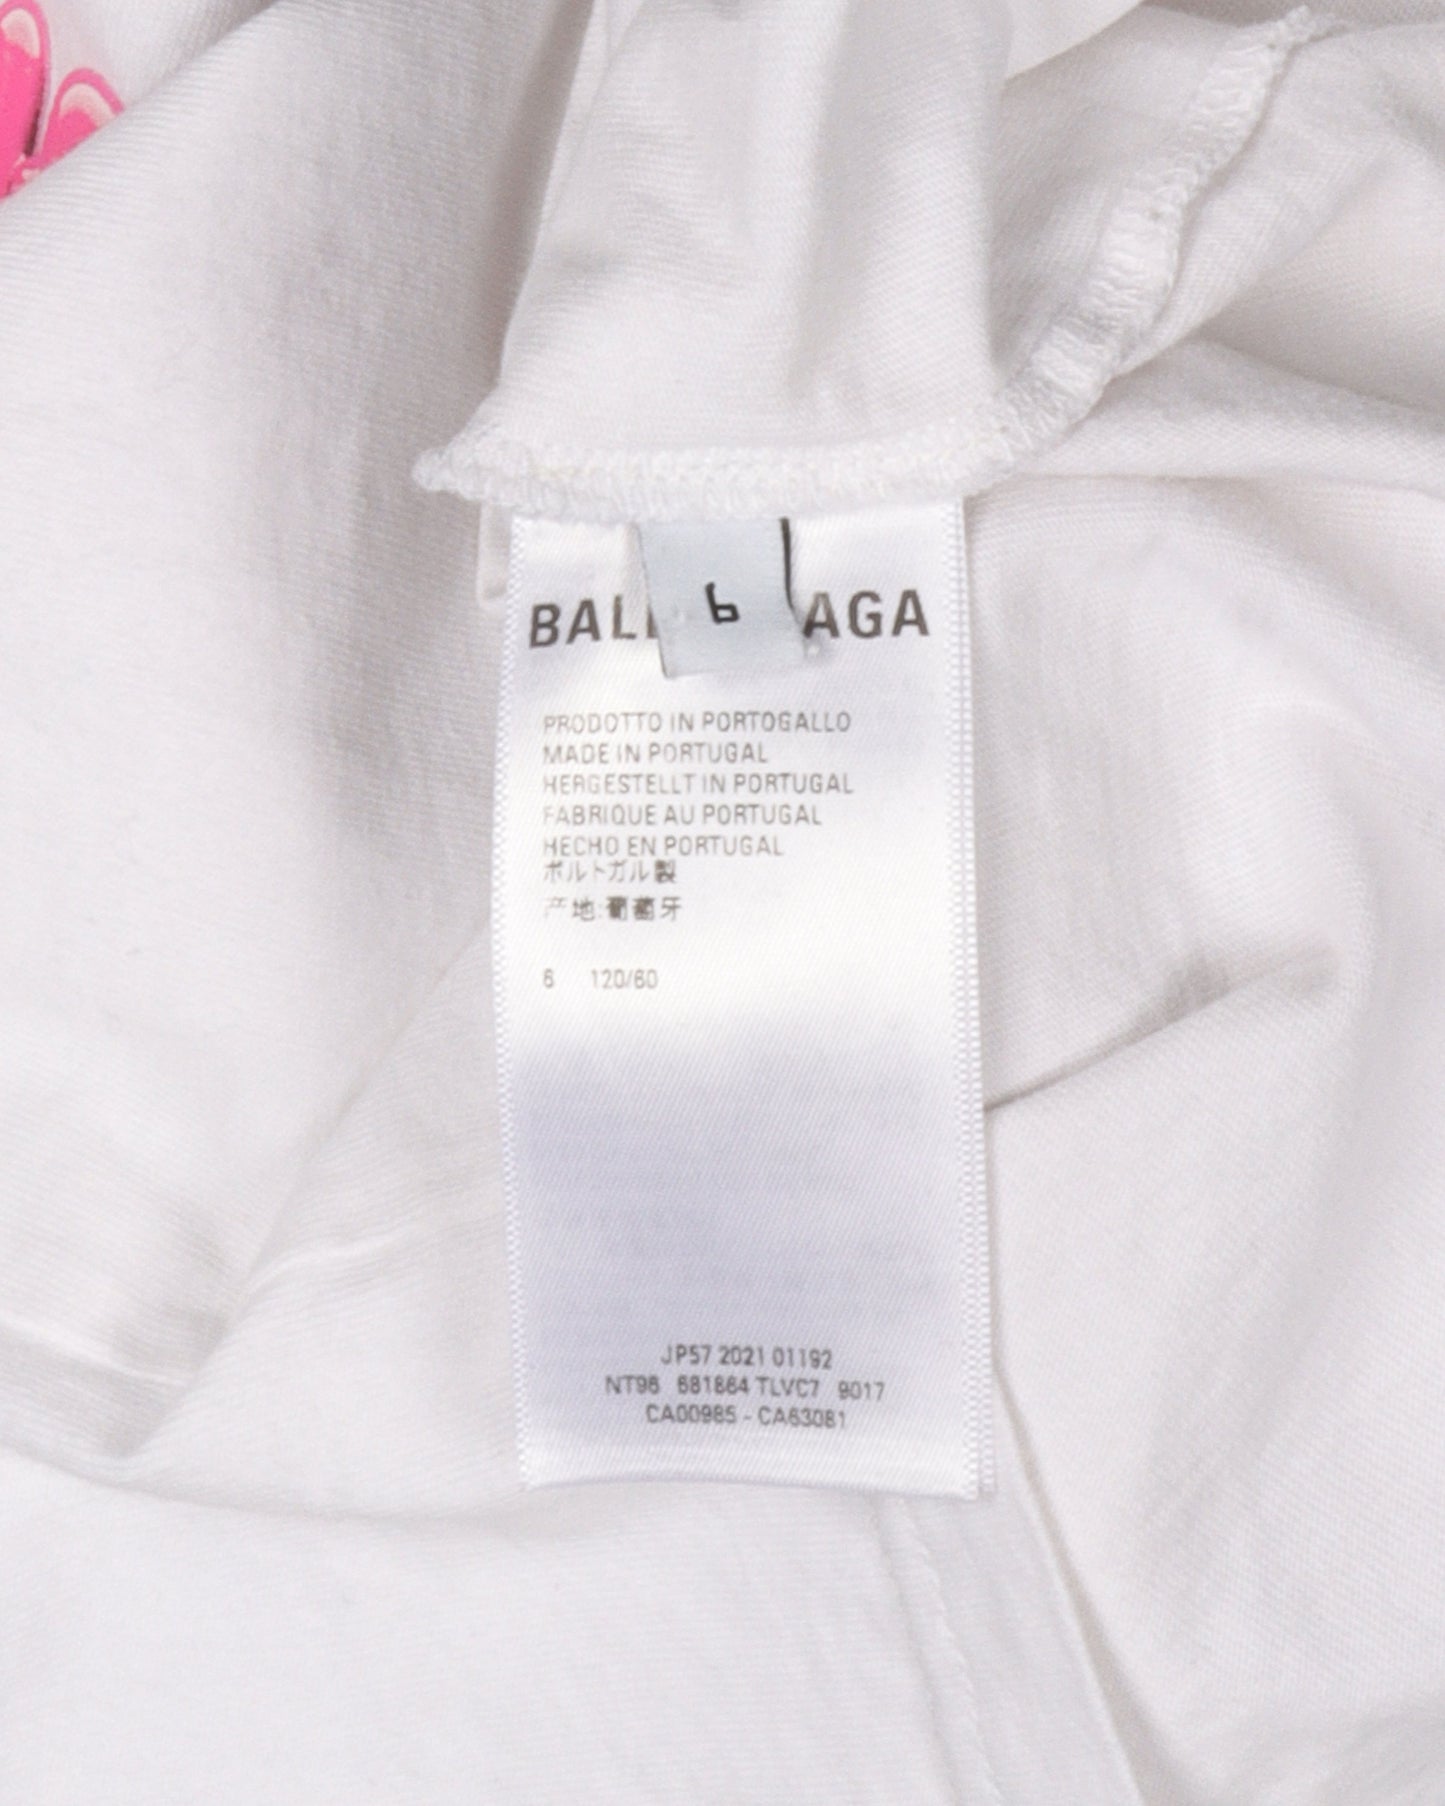 BAL AGA
6
PRODOTTO IN PORTOGALLO
MADE IN PORTUGAL
HERGESTELLT IN PORTUGAL
FABRIQUE AU PORTUGAL
HECHO EN PORTUGAL
ポルトガル製
产地:葡萄牙
6 120/60
JP57 2021 01192
NT96 681864 TLVC7 9017
CA00985 - CA63081